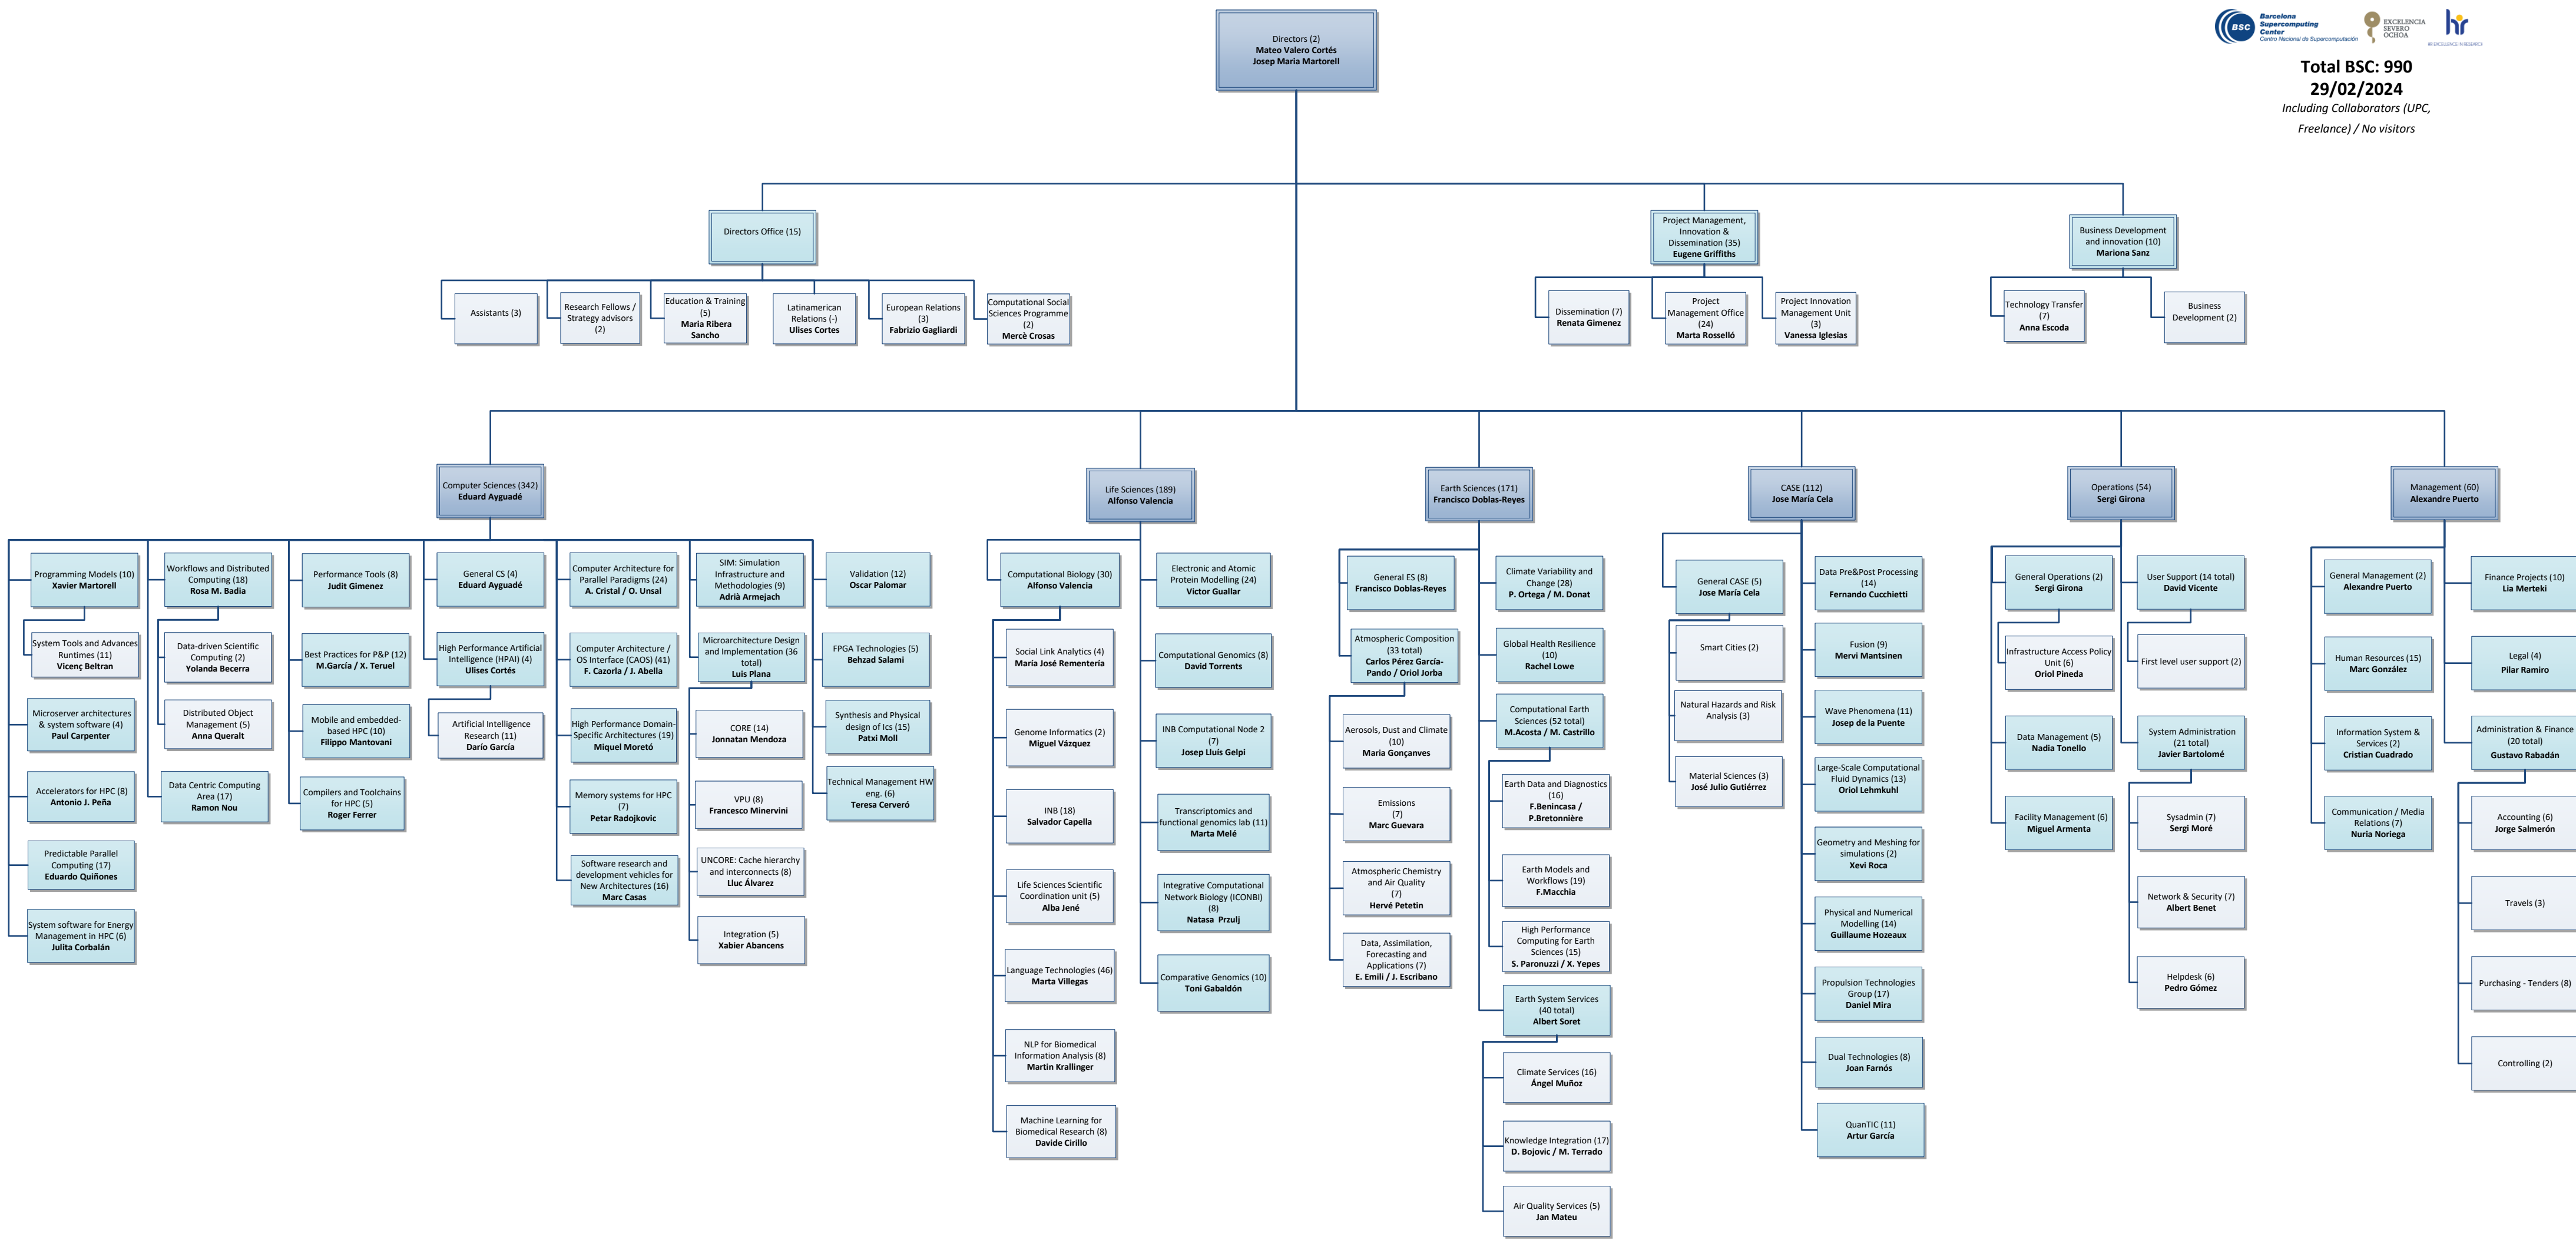 Directors (2)
Mateo Valero Cortés
Josep Maria Martorell
BSC
Barcelona
Supercomputing
Center
Centro Nacional de Supercomputación
EXCELENCIA
SEVERO
OCHOA
hr
HR EXCELLENCE IN RESEARCH
Total BSC: 990
29/02/2024
Including Collaborators (UPC,
Freelance) / No visitors
Directors Office (15)
Project Management,
Innovation &
Dissemination (35)
Eugene Griffiths
Business Development
and innovation (10)
Mariona Sanz
Assistants (3)
Research Fellows /
Strategy advisors
(2)
Education & Training
(5)
Maria Ribera
Sancho
Latinamerican
Relations (-)
Ulises Cortes
European Relations
(3)
Fabrizio Gagliardi
Computational Social
Sciences Programme
(2)
Mercè Crosas
Dissemination (7)
Renata Gimenez
Project
Management Office
(24)
Marta Rosselló
Project Innovation
Management Unit
(3)
Vanessa Iglesias
Technology Transfer
(7)
Anna Escoda
Business
Development (2)
Computer Sciences (342)
Eduard Ayguadé
Life Sciences (189)
Alfonso Valencia
Earth Sciences (171)
Francisco Doblas-Reyes
CASE (112)
Jose María Cela
Operations (54)
Sergi Girona
Management (60)
Alexandre Puerto
Programming Models (10)
Xavier Martorell
System Tools and Advances
Runtimes (11)
Vicenç Beltran
Microserver architectures
& system software (4)
Paul Carpenter
Accelerators for HPC (8)
Antonio J. Peña
Predictable Parallel
Computing (17)
Eduardo Quiñones
System software for Energy
Management in HPC (6)
Julita Corbalán
Workflows and Distributed
Computing (18)
Rosa M. Badia
Data-driven Scientific
Computing (2)
Yolanda Becerra
Distributed Object
Management (5)
Anna Queralt
Data Centric Computing
Area (17)
Ramon Nou
Performance Tools (8)
Judit Gimenez
Best Practices for P&P (12)
M.García / X. Teruel
Mobile and embedded-
based HPC (10)
Filippo Mantovani
Compilers and Toolchains
for HPC (5)
Roger Ferrer
General CS (4)
Eduard Ayguadé
High Performance Artificial
Intelligence (HPAI) (4)
Ulises Cortés
Artificial Intelligence
Research (11)
Darío García
Computer Architecture for
Parallel Paradigms (24)
A. Cristal / O. Unsal
Computer Architecture /
OS Interface (CAOS) (41)
F. Cazorla / J. Abella
High Performance Domain-
Specific Architectures (19)
Miquel Moretó
Memory systems for HPC
(7)
Petar Radojkovic
Software research and
development vehicles for
New Architectures (16)
Marc Casas
SIM: Simulation
Infrastructure and
Methodologies (9)
Adrià Armejach
Microarchitecture Design
and Implementation (36
total)
Luis Plana
CORE (14)
Jonnatan Mendoza
VPU (8)
Francesco Minervini
UNCORE: Cache hierarchy
and interconnects (8)
Lluc Álvarez
Integration (5)
Xabier Abancens
Validation (12)
Oscar Palomar
FPGA Technologies (5)
Behzad Salami
Synthesis and Physical
design of Ics (15)
Patxi Moll
Technical Management HW
eng. (6)
Teresa Cerveró
Computational Biology (30)
Alfonso Valencia
Social Link Analytics (4)
María José Rementería
Genome Informatics (2)
Miguel Vázquez
INB (18)
Salvador Capella
Life Sciences Scientific
Coordination unit (5)
Alba Jené
Language Technologies (46)
Marta Villegas
NLP for Biomedical
Information Analysis (8)
Martin Krallinger
Machine Learning for
Biomedical Research (8)
Davide Cirillo
Electronic and Atomic
Protein Modelling (24)
Victor Guallar
Computational Genomics (8)
David Torrents
INB Computational Node 2
(7)
Josep Lluís Gelpi
Transcriptomics and
functional genomics lab (11)
Marta Melé
Integrative Computational
Network Biology (ICONBI)
(8)
Natasa Przulj
Comparative Genomics (10)
Toni Gabaldón
General ES (8)
Francisco Doblas-Reyes
Atmospheric Composition
(33 total)
Carlos Pérez García-
Pando / Oriol Jorba
Aerosols, Dust and Climate
(10)
Maria Gonçanves
Emissions
(7)
Marc Guevara
Atmospheric Chemistry
and Air Quality
(7)
Hervé Petetin
Data, Assimilation,
Forecasting and
Applications (7)
E. Emili / J. Escribano
Climate Variability and
Change (28)
P. Ortega / M. Donat
Global Health Resilience
(10)
Rachel Lowe
Computational Earth
Sciences (52 total)
M.Acosta / M. Castrillo
Earth Data and Diagnostics
(16)
F.Benincasa /
P.Bretonnière
Earth Models and
Workflows (19)
F.Macchia
High Performance
Computing for Earth
Sciences (15)
S. Paronuzzi / X. Yepes
Earth System Services
(40 total)
Albert Soret
Climate Services (16)
Ángel Muñoz
Knowledge Integration (17)
D. Bojovic / M. Terrado
Air Quality Services (5)
Jan Mateu
General CASE (5)
Jose María Cela
Smart Cities (2)
Natural Hazards and Risk
Analysis (3)
Material Sciences (3)
José Julio Gutiérrez
Data Pre&Post Processing
(14)
Fernando Cucchietti
Fusion (9)
Mervi Mantsinen
Wave Phenomena (11)
Josep de la Puente
Large-Scale Computational
Fluid Dynamics (13)
Oriol Lehmkuhl
Geometry and Meshing for
simulations (2)
Xevi Roca
Physical and Numerical
Modelling (14)
Guillaume Hozeaux
Propulsion Technologies
Group (17)
Daniel Mira
Dual Technologies (8)
Joan Farnós
QuanTIC (11)
Artur García
General Operations (2)
Sergi Girona
Infrastructure Access Policy
Unit (6)
Oriol Pineda
Data Management (5)
Nadia Tonello
Facility Management (6)
Miguel Armenta
User Support (14 total)
David Vicente
First level user support (2)
System Administration
(21 total)
Javier Bartolomé
Sysadmin (7)
Sergi Moré
Network & Security (7)
Albert Benet
Helpdesk (6)
Pedro Gómez
General Management (2)
Alexandre Puerto
Human Resources (15)
Marc González
Information System &
Services (2)
Cristian Cuadrado
Communication / Media
Relations (7)
Nuria Noriega
Finance Projects (10)
Lia Merteki
Legal (4)
Pilar Ramiro
Administration & Finance
(20 total)
Gustavo Rabadán
Accounting (6)
Jorge Salmerón
Travels (3)
Purchasing - Tenders (8)
Controlling (2)